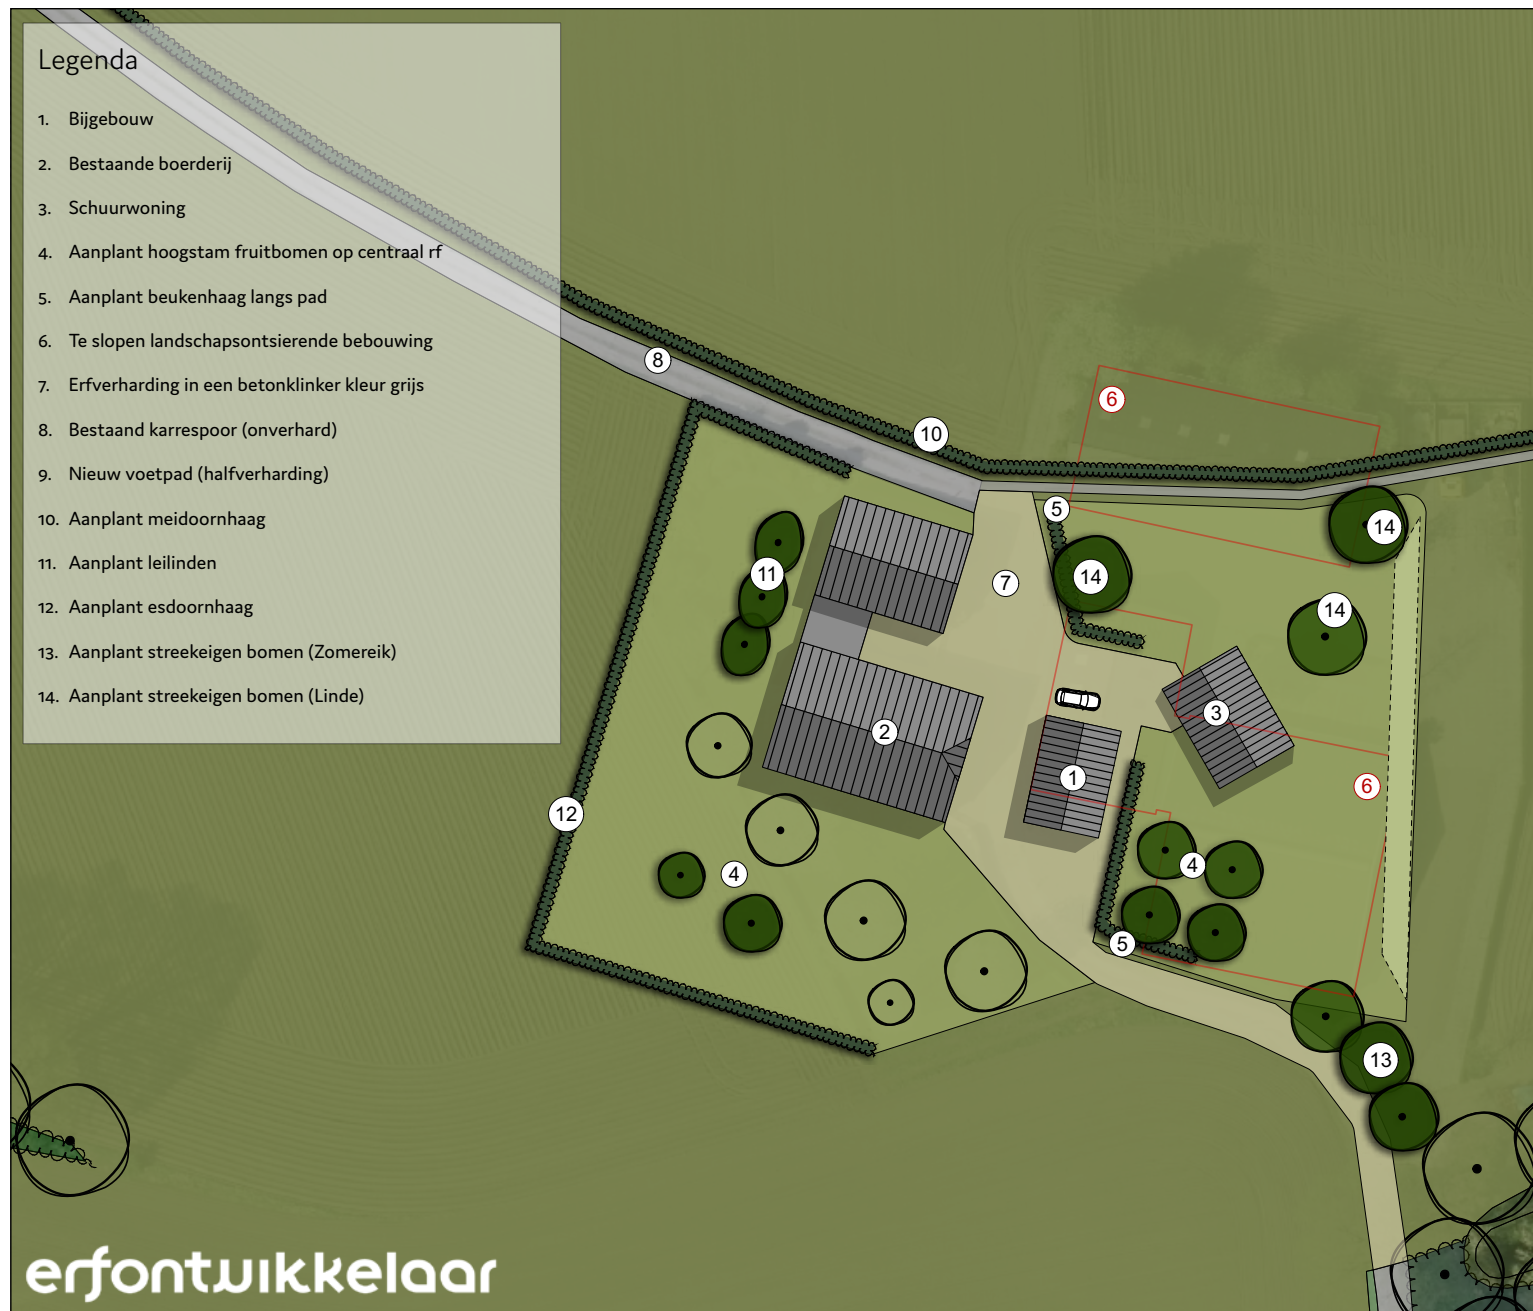 Legenda
1. Bijgebouw
2. Bestaande boerderij
3. Schuurwoning
4. Aanplant hoogstam fruitbomen op centraal rf
5. Aanplant beukenhaag langs pad
6. Te slopen landschapsontsierende bebouwing
7. Erfverharding in een betonklinker kleur grijs
8. Bestaand karrespoor (onverhard)
9. Nieuw voetpad (halfverharding)
10. Aanplant meidoornhaag
11. Aanplant leilinden
12. Aanplant esdoornhaag
13. Aanplant streekeigen bomen (Zomereik)
14. Aanplant streekeigen bomen (Linde)
8
6
10
5
14
14
11
7
14
3
2
1
6
12
4
4
5
13
erfontwikkelaar